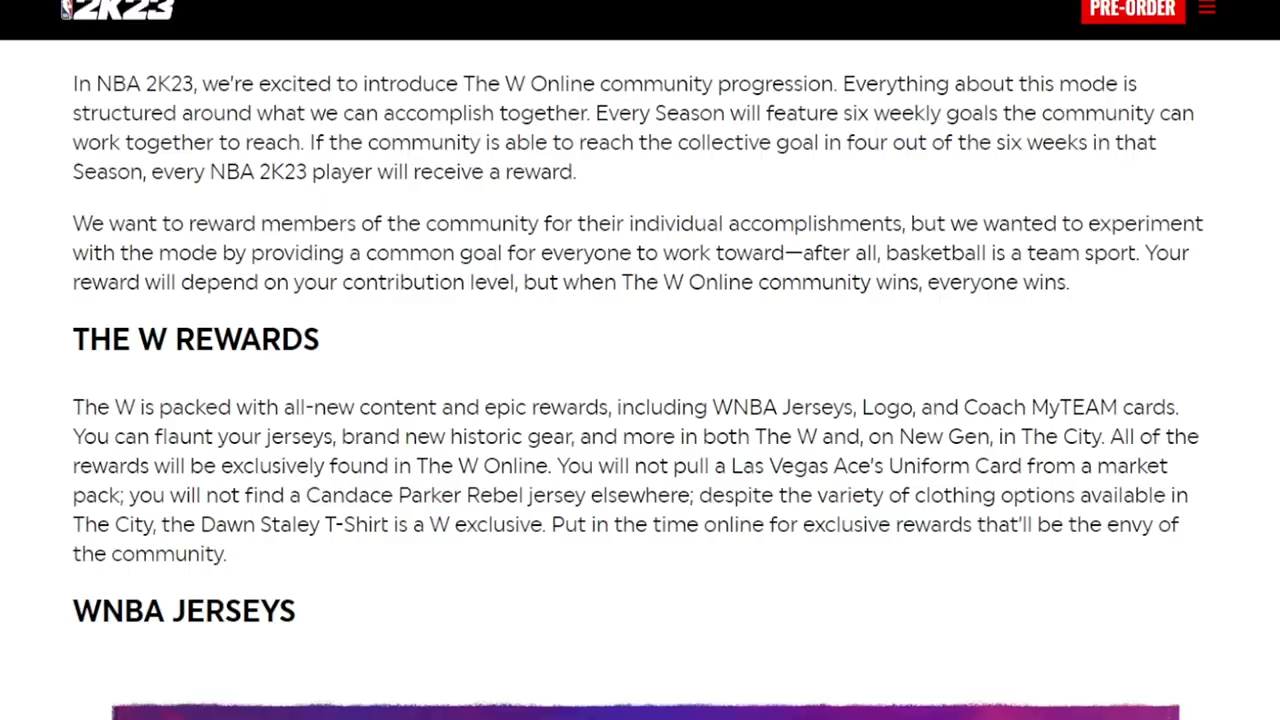 2K23
PRE-ORDER
In NBA 2K23, we're excited to introduce The W Online community progression. Everything about this mode is
structured around what we can accomplish together. Every Season will feature six weekly goals the community can
work together to reach. If the community is able to reach the collective goal in four out of the six weeks in that
Season, every NBA 2K23 player will receive a reward.
We want to reward members of the community for their individual accomplishments, but we wanted to experiment
with the mode by providing a common goal for everyone to work toward—after all, basketball is a team sport. Your
reward will depend on your contribution level, but when The W Online community wins, everyone wins.
THE W REWARDS
The W is packed with all-new content and epic rewards, including WNBA Jerseys, Logo, and Coach MyTEAM cards.
You can flaunt your jerseys, brand new historic gear, and more in both The W and, on New Gen, in The City. All of the
rewards will be exclusively found in The W Online. You will not pull a Las Vegas Ace's Uniform Card from a market
pack; you will not find a Candace Parker Rebel jersey elsewhere; despite the variety of clothing options available in
The City, the Dawn Staley T-Shirt is a W exclusive. Put in the time online for exclusive rewards that'll be the envy of
the community.
WNBA JERSEYS